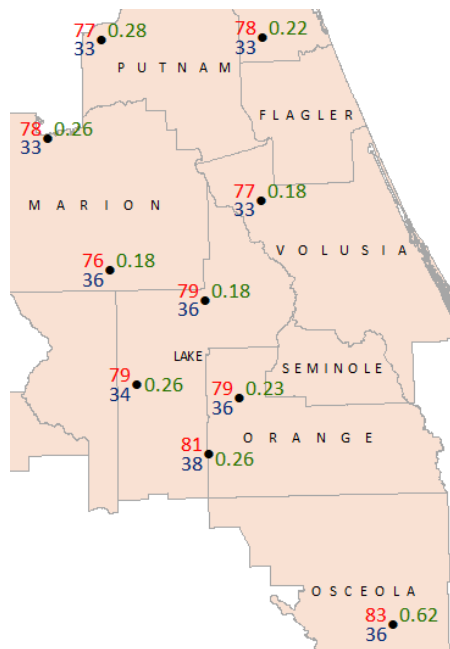 77 0.28
33
78 0.22
33
PUTNAM
FLAGLER
78 0.26
33
77 0.18
33
MARION
VOLUSIA
76 0.18
36
79 0.18
36
LAKE
SEMINOLE
79 0.26
34
79 0.23
36
ORANGE
81 0.26
38
OSCEOLA
83 0.62
36